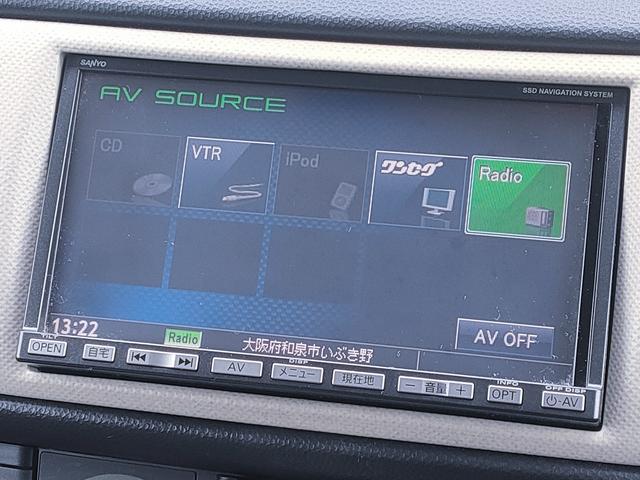 SANYO
SSD NAVIGATION SYSTEM
AV SOURCE
CD
VTR
iPod
ワンセグ
Radio
AV OFF
13:22
Radio
大阪府和泉市いぶき野
TILT
OPEN
自宅
AV
DISP
メニュー
現在地
− 音量 +
INFO
OPT
OFF DISP
⏻-AV